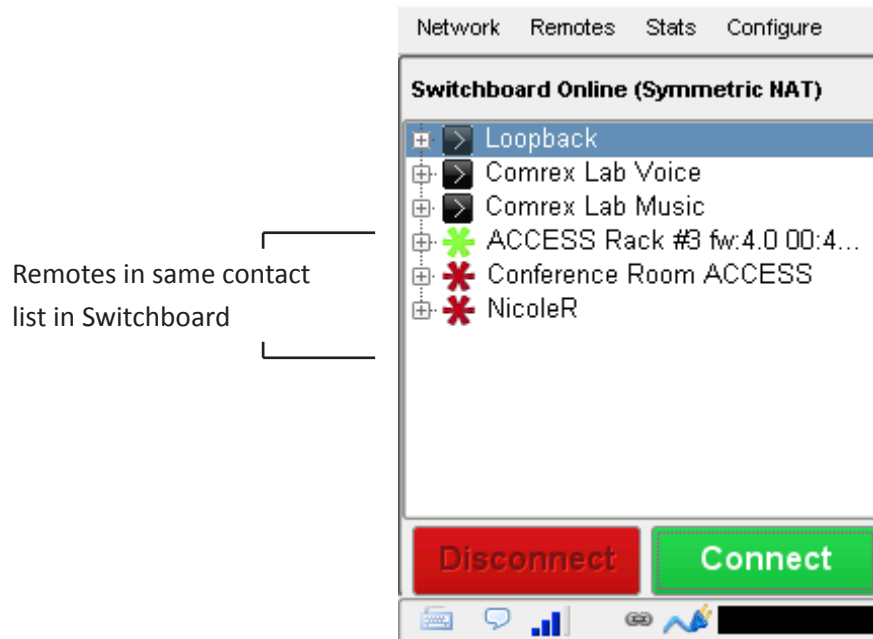 Network Remotes Stats Configure
Switchboard Online (Symmetric NAT)
Loopback
Comrex Lab Voice
Comrex Lab Music
ACCESS Rack #3 fw:4.0 00:4...
Conference Room ACCESS
NicoleR
Remotes in same contact
list in Switchboard
Disconnect Connect